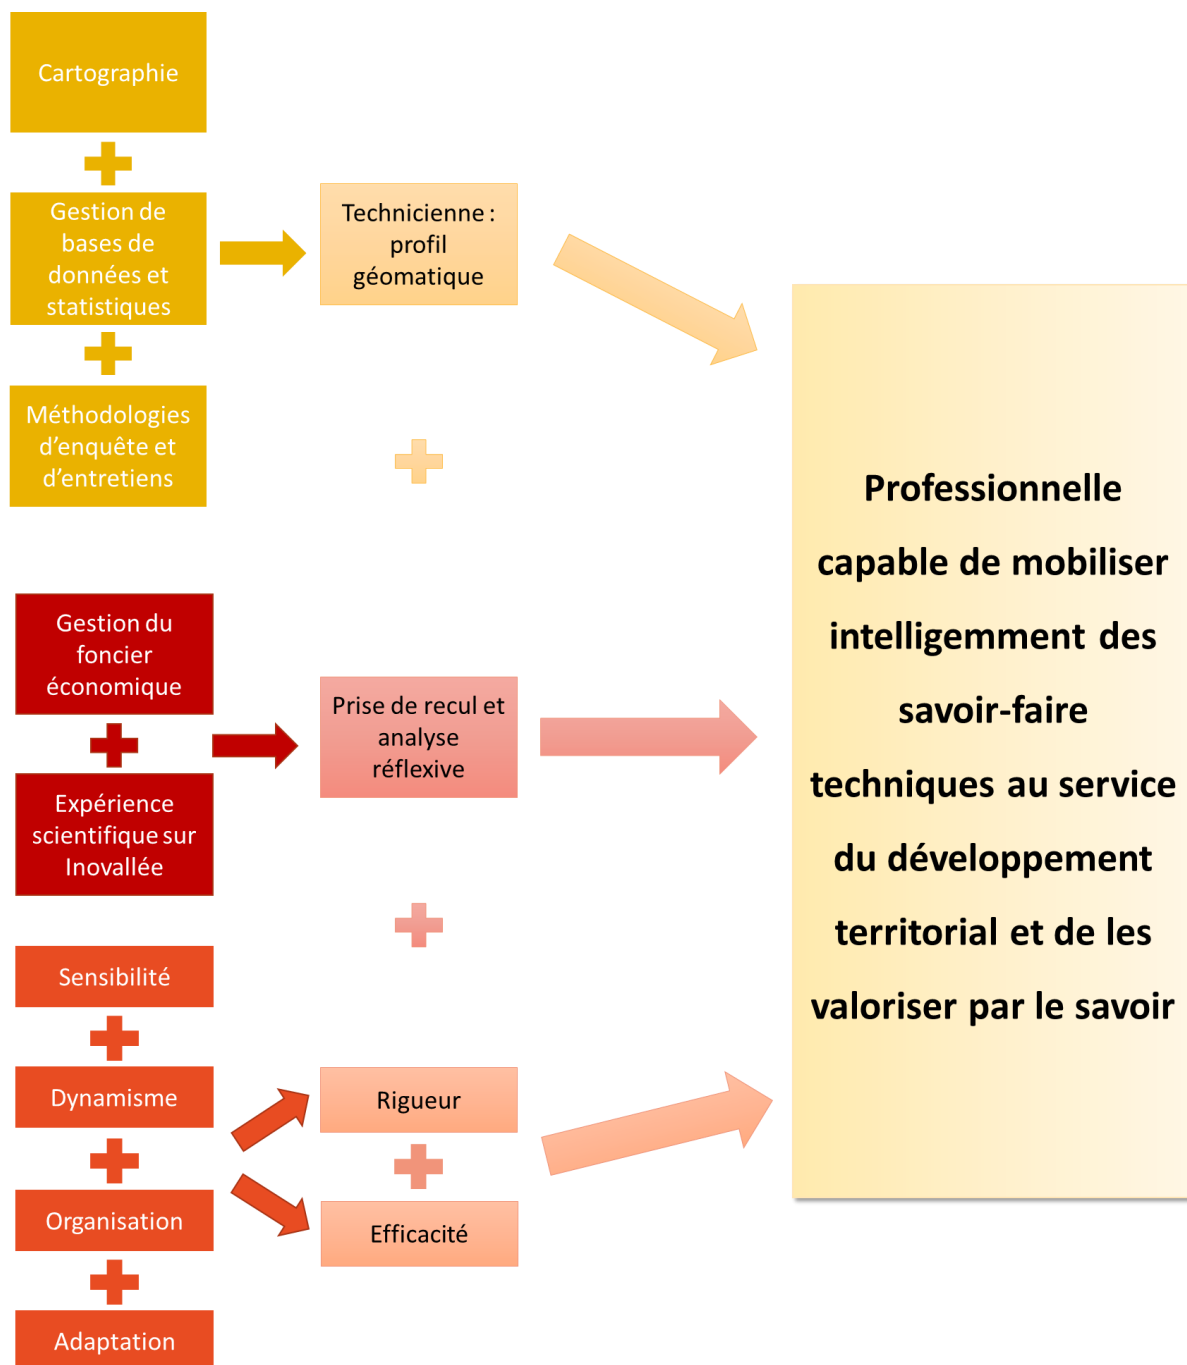 Cartographie
Gestion de
bases de
données et
statistiques
Méthodologies
d'enquête et
d'entretiens
Technicienne :
profil
géomatique
Gestion du
foncier
économique
Expérience
scientifique sur
Inovallée
Prise de recul et
analyse
réflexive
Sensibilité
Dynamisme
Organisation
Adaptation
Rigueur
Efficacité
Professionnelle
capable de mobiliser
intelligemment des
savoir-faire
techniques au service
du développement
territorial et de les
valoriser par le savoir